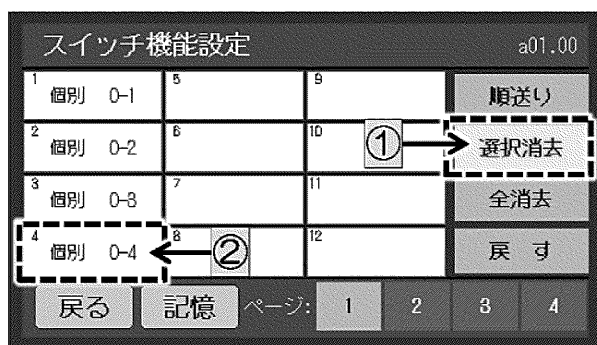 スイッチ機能設定 a01.00
1 個別 0-1 5 9 順送り
2 個別 0-2 6 10 ① 選択消去
3 個別 0-3 7 11 全消去
4 個別 0-4 8 ② 12 戻す
戻る 記憶 ページ: 1 2 3 4